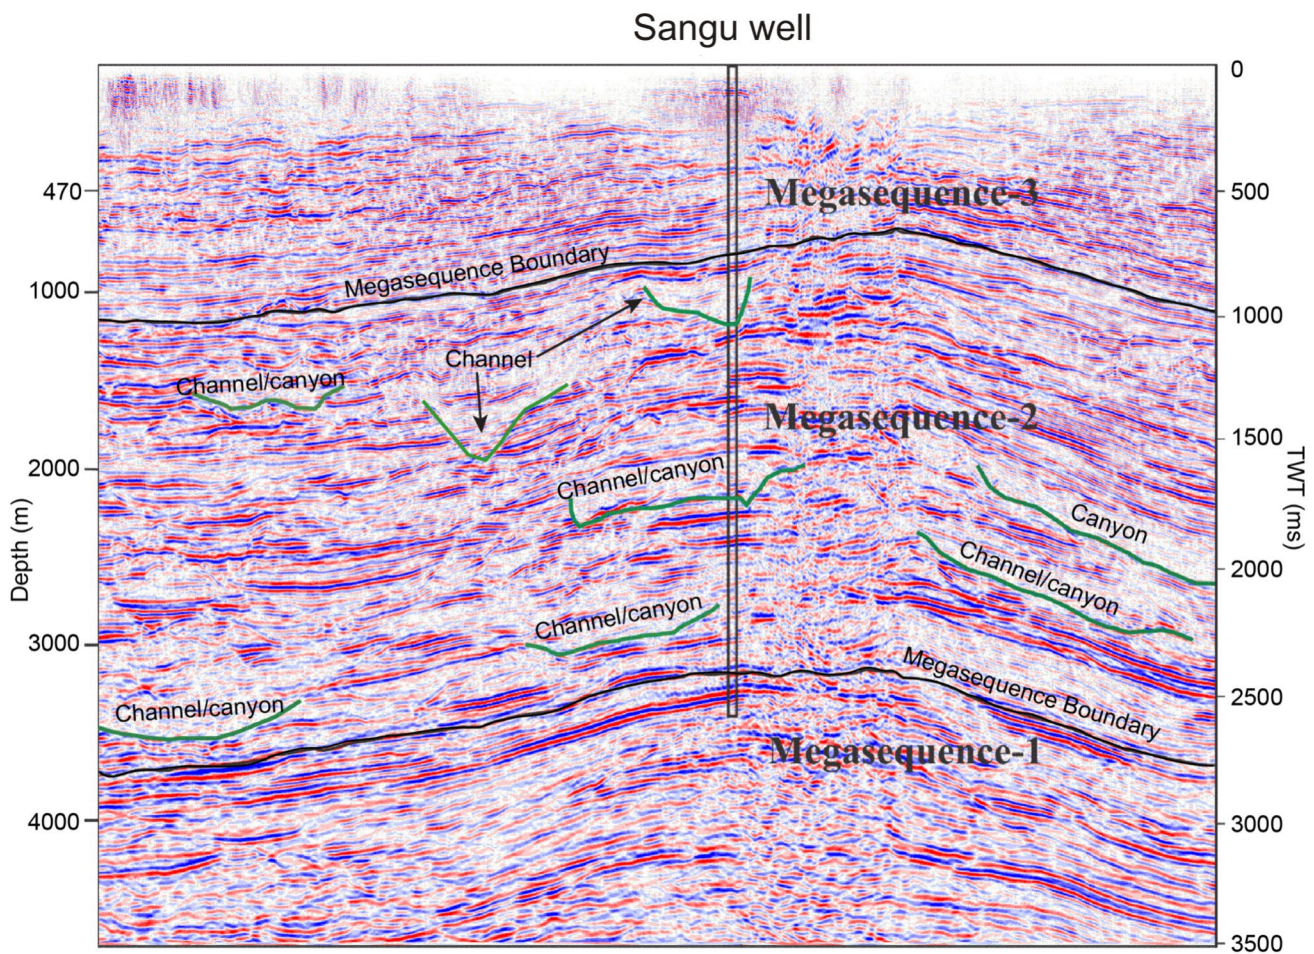 Sangu well
0
470
500
Megasequence-3
Megasequence Boundary
1000
1000
Channel
Channel/canyon
Megasequence-2
1500
2000
Channel/canyon
Canyon
Depth (m)
TWT (ms)
Channel/canyon
2000
Channel/canyon
3000
Megasequence Boundary
2500
Channel/canyon
Megasequence-1
4000
3000
3500